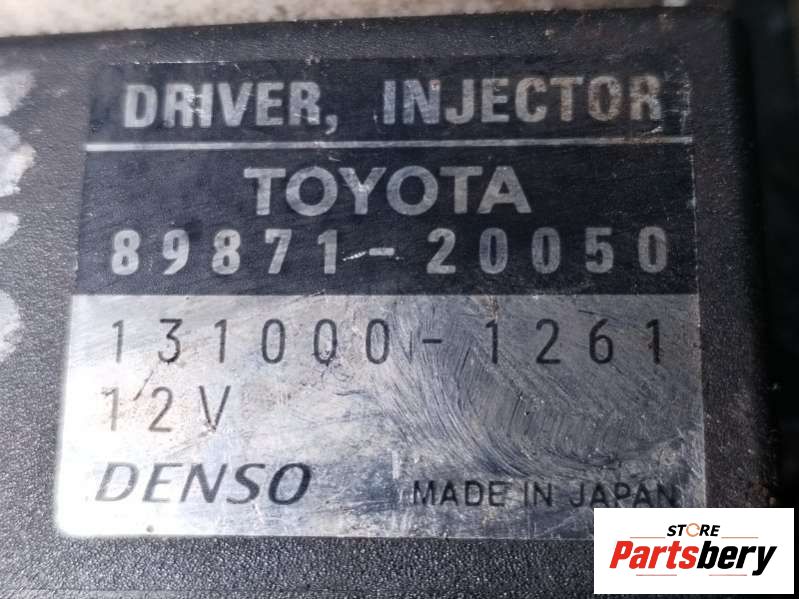 DRIVER, INJECTOR
TOYOTA
89871-20050
131000-1261
12V
DENSO MADE IN JAPAN
STORE
Partsbery